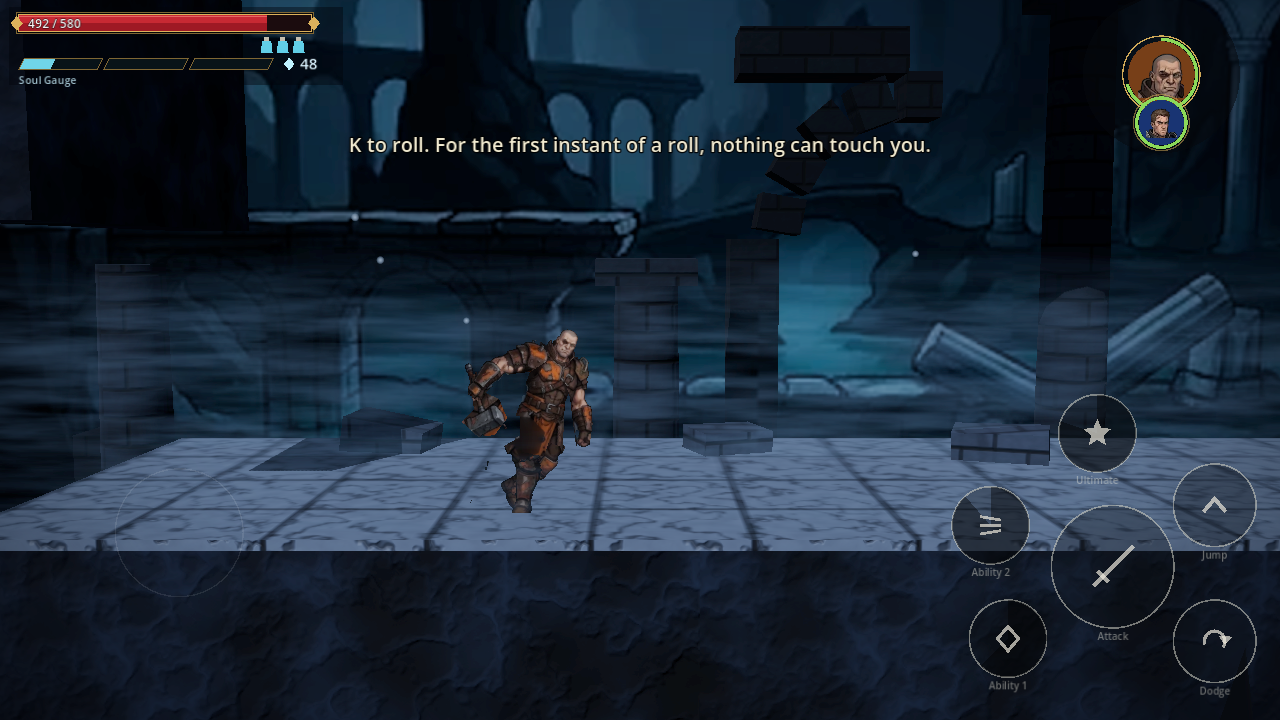 492 / 580
48
Soul Gauge
K to roll. For the first instant of a roll, nothing can touch you.
Ultimate
Jump
Ability 2
Attack
Ability 1
Dodge